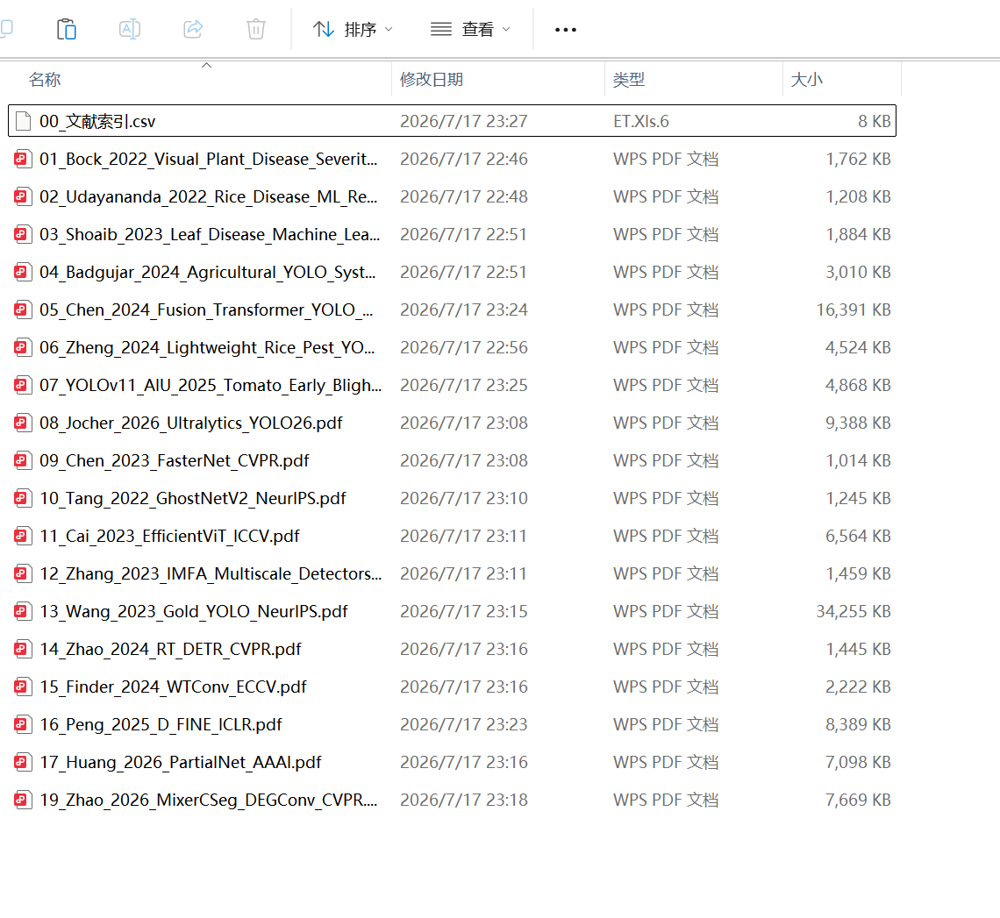 排序 查看
名称 修改日期 类型 大小
00_文献索引.csv 2026/7/17 23:27 ET.Xls.6 8 KB
01_Bock_2022_Visual_Plant_Disease_Severit... 2026/7/17 22:46 WPS PDF 文档 1,762 KB
02_Udayananda_2022_Rice_Disease_ML_Re... 2026/7/17 22:48 WPS PDF 文档 1,208 KB
03_Shoaib_2023_Leaf_Disease_Machine_Lea... 2026/7/17 22:51 WPS PDF 文档 1,884 KB
04_Badgujar_2024_Agricultural_YOLO_Syst... 2026/7/17 22:51 WPS PDF 文档 3,010 KB
05_Chen_2024_Fusion_Transformer_YOLO_... 2026/7/17 23:24 WPS PDF 文档 16,391 KB
06_Zheng_2024_Lightweight_Rice_Pest_YO... 2026/7/17 22:56 WPS PDF 文档 4,524 KB
07_YOLOv11_AIU_2025_Tomato_Early_Bligh... 2026/7/17 23:25 WPS PDF 文档 4,868 KB
08_Jocher_2026_Ultralytics_YOLO26.pdf 2026/7/17 23:08 WPS PDF 文档 9,388 KB
09_Chen_2023_FasterNet_CVPR.pdf 2026/7/17 23:08 WPS PDF 文档 1,014 KB
10_Tang_2022_GhostNetV2_NeurIPS.pdf 2026/7/17 23:10 WPS PDF 文档 1,245 KB
11_Cai_2023_EfficientViT_ICCV.pdf 2026/7/17 23:11 WPS PDF 文档 6,564 KB
12_Zhang_2023_IMFA_Multiscale_Detectors... 2026/7/17 23:11 WPS PDF 文档 1,459 KB
13_Wang_2023_Gold_YOLO_NeurIPS.pdf 2026/7/17 23:15 WPS PDF 文档 34,255 KB
14_Zhao_2024_RT_DETR_CVPR.pdf 2026/7/17 23:16 WPS PDF 文档 1,445 KB
15_Finder_2024_WTConv_ECCV.pdf 2026/7/17 23:16 WPS PDF 文档 2,222 KB
16_Peng_2025_D_FINE_ICLR.pdf 2026/7/17 23:23 WPS PDF 文档 8,389 KB
17_Huang_2026_PartialNet_AAAI.pdf 2026/7/17 23:16 WPS PDF 文档 7,098 KB
19_Zhao_2026_MixerCSeg_DEGConv_CVPR.... 2026/7/17 23:18 WPS PDF 文档 7,669 KB